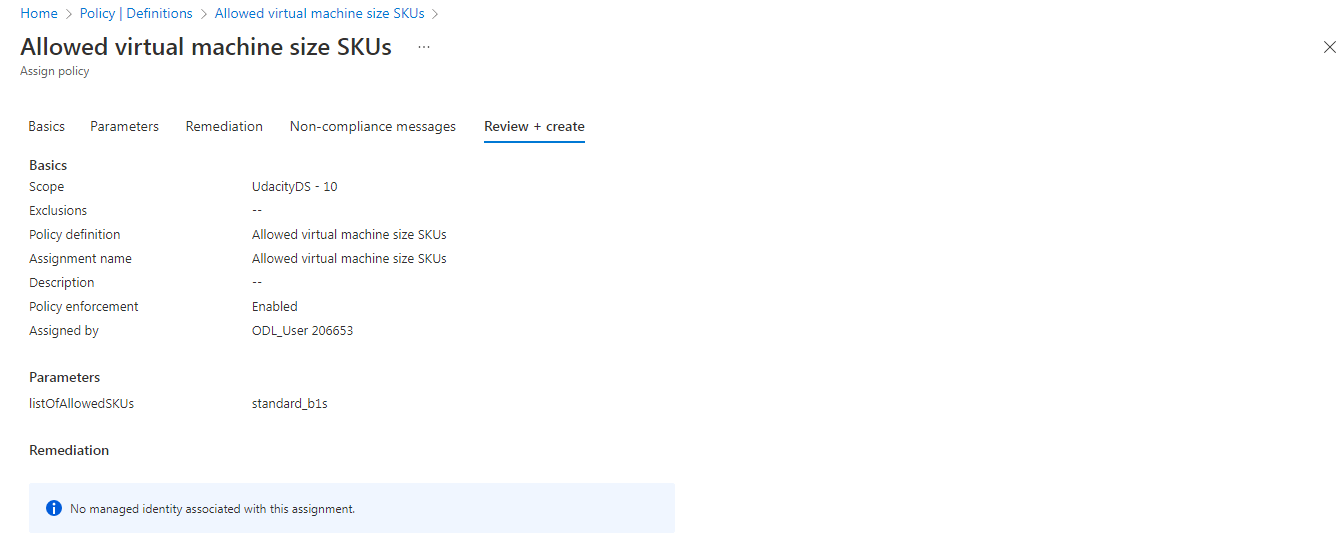 Home > Policy | Definitions > Allowed virtual machine size SKUs >
Allowed virtual machine size SKUs ...
Assign policy
Basics Parameters Remediation Non-compliance messages Review + create
Basics
Scope UdacityDS - 10
Exclusions --
Policy definition Allowed virtual machine size SKUs
Assignment name Allowed virtual machine size SKUs
Description --
Policy enforcement Enabled
Assigned by ODL_User 206653
Parameters
listOfAllowedSKUs standard_b1s
Remediation
No managed identity associated with this assignment.